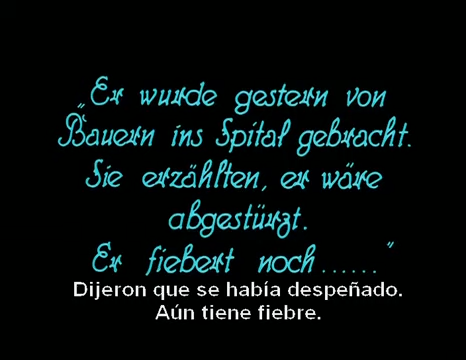 „Er wurde gestern von
Bauern ins Spital gebracht.
Sie erzählten, er wäre
abgestürzt.
Er fiebert noch......"
Dijeron que se había despeñado.
Aún tiene fiebre.